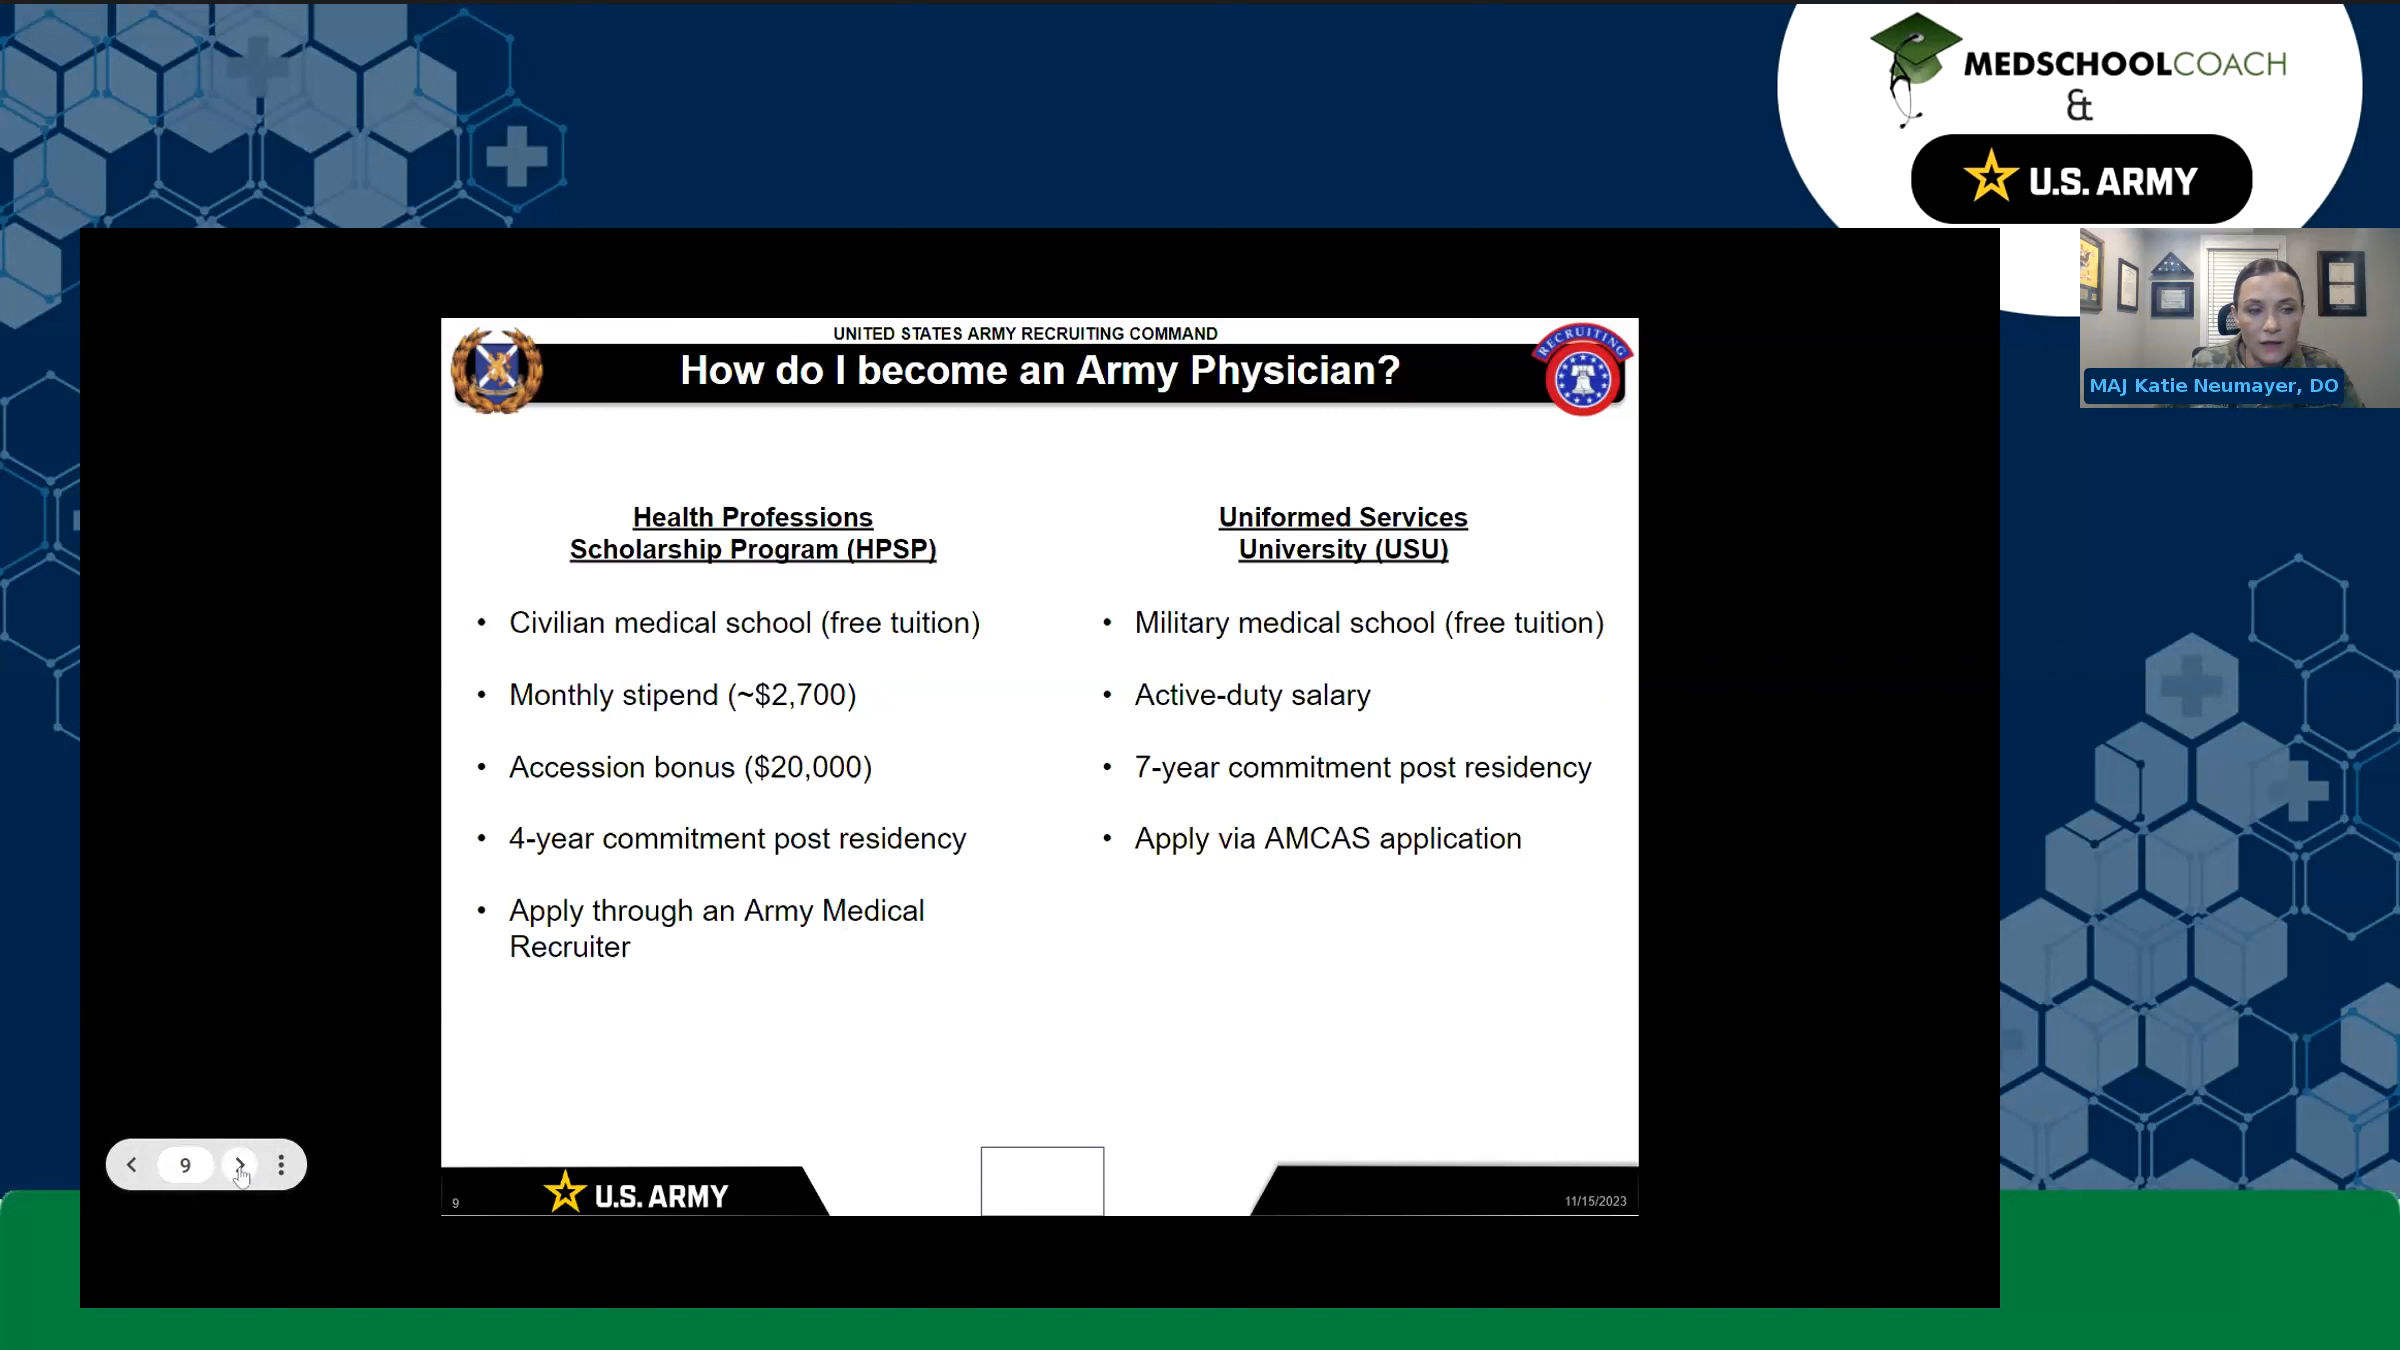 MEDSCHOOLCOACH
&
U.S. ARMY
MAJ Katie Neumayer, DO
UNITED STATES ARMY RECRUITING COMMAND
How do I become an Army Physician?
RECRUITING
Health Professions
Scholarship Program (HPSP)
• Civilian medical school (free tuition)
• Monthly stipend (~$2,700)
• Accession bonus ($20,000)
• 4-year commitment post residency
• Apply through an Army Medical
Recruiter
Uniformed Services
University (USU)
• Military medical school (free tuition)
• Active-duty salary
• 7-year commitment post residency
• Apply via AMCAS application
9
9
U.S. ARMY
11/15/2023